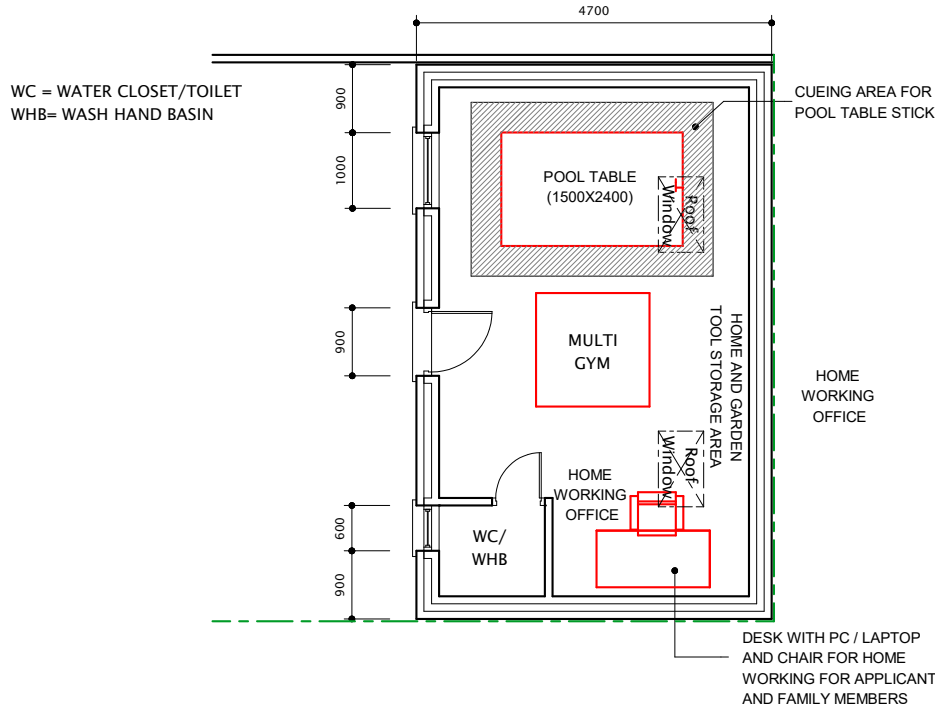 4700
WC = WATER CLOSET/TOILET
WHB= WASH HAND BASIN
900
CUEING AREA FOR
POOL TABLE STICK
1000
POOL TABLE
(1500X2400)
Roof
Window
900
MULTI
GYM
HOME AND GARDEN
TOOL STORAGE AREA
HOME
WORKING
OFFICE
Roof
Window
HOME
WORKING
OFFICE
600
WC/
WHB
900
DESK WITH PC / LAPTOP
AND CHAIR FOR HOME
WORKING FOR APPLICANT
AND FAMILY MEMBERS